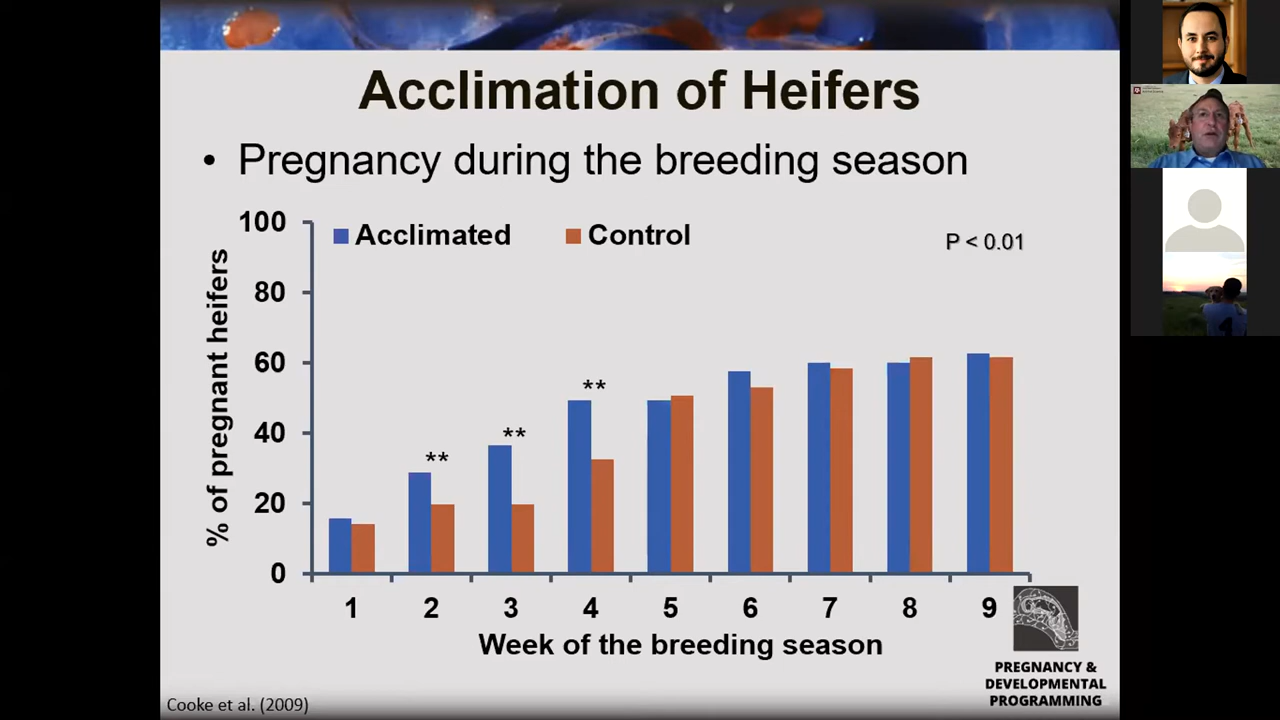 Acclimation of Heifers
• Pregnancy during the breeding season
100
80
60
40
20
0
% of pregnant heifers
Acclimated
Control
P < 0.01
**
**
**
1 2 3 4 5 6 7 8 9
Week of the breeding season
PREGNANCY &
DEVELOPMENTAL
PROGRAMMING
Cooke et al. (2009)